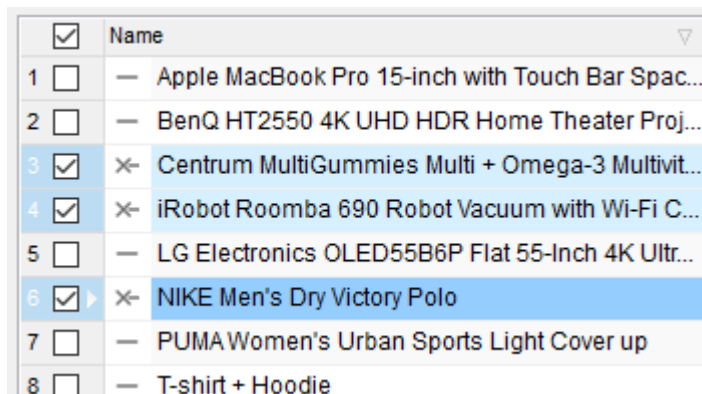 Name
1 Apple MacBook Pro 15-inch with Touch Bar Spac...
2 BenQ HT2550 4K UHD HDR Home Theater Proj...
3 Centrum MultiGummies Multi + Omega-3 Multivit...
4 iRobot Roomba 690 Robot Vacuum with Wi-Fi C...
5 LG Electronics OLED55B6P Flat 55-Inch 4K Ultr...
6 NIKE Men's Dry Victory Polo
7 PUMA Women's Urban Sports Light Cover up
8 T-shirt + Hoodie